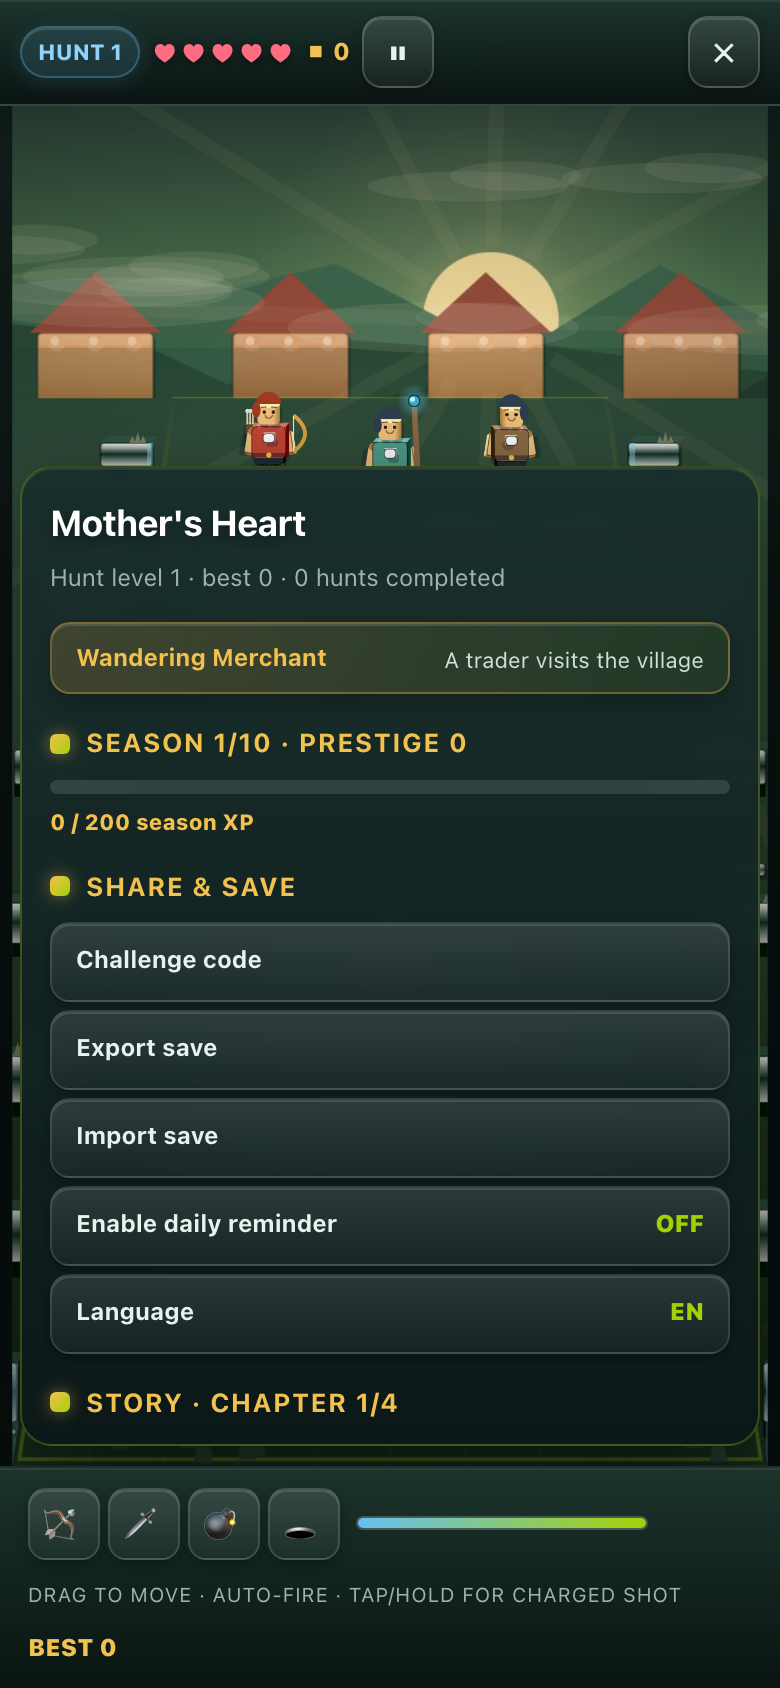 HUNT 1
0
Mother's Heart
Hunt level 1 · best 0 · 0 hunts completed
Wandering Merchant
A trader visits the village
SEASON 1/10 · PRESTIGE 0
0 / 200 season XP
SHARE & SAVE
Challenge code
Export save
Import save
Enable daily reminder
OFF
Language
EN
STORY · CHAPTER 1/4
DRAG TO MOVE · AUTO-FIRE · TAP/HOLD FOR CHARGED SHOT
BEST 0